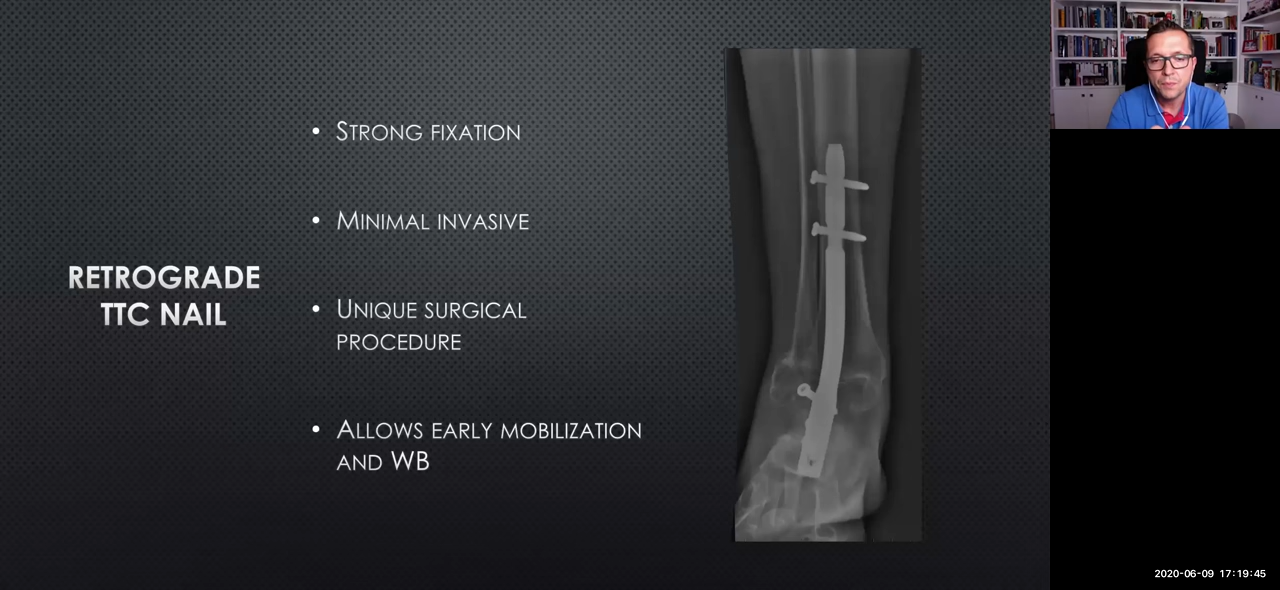 RETROGRADE
TTC NAIL
• STRONG FIXATION
• MINIMAL INVASIVE
• UNIQUE SURGICAL
PROCEDURE
• ALLOWS EARLY MOBILIZATION
AND WB
2020-06-09 17:19:45